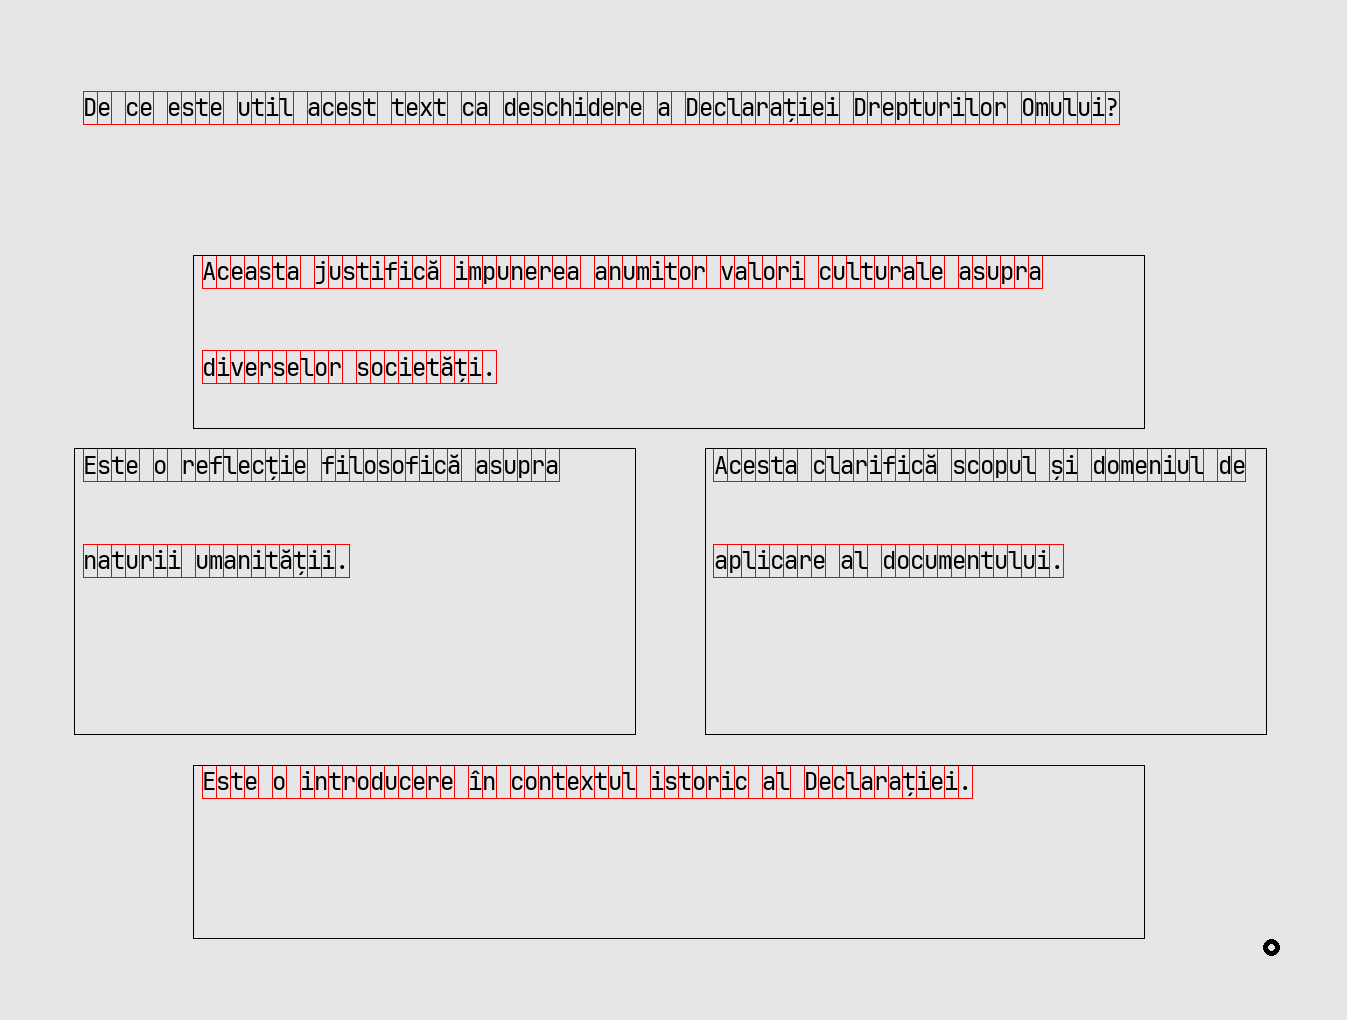 De ce este util acest text ca deschidere a Declarației Drepturilor Omului?
Aceasta justifică impunerea anumitor valori culturale asupra
diverselor societăți.
Este o reflecție filosofică asupra
naturii umanității.
Acesta clarifică scopul și domeniul de
aplicare al documentului.
Este o introducere în contextul istoric al Declarației.